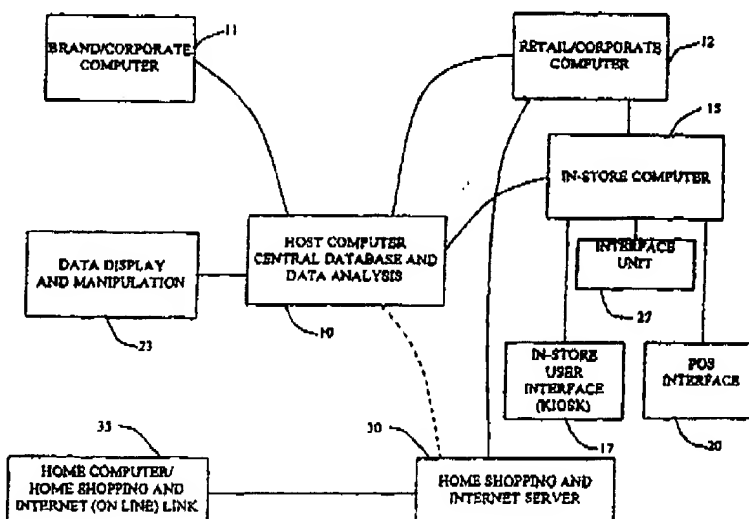 11
BRAND/CORPORATE
COMPUTER
RETAIL/CORPORATE
COMPUTER
12
15
IN-STORE COMPUTER
HOST COMPUTER
CENTRAL DATABASE AND
DATA ANALYSIS
INTERFACE
UNIT
DATA DISPLAY
AND MANIPULATION
10
23
IN-STORE
USER
INTERFACE
(KIOSK)
POS
INTERFACE
35
30
17
20
HOME COMPUTER/
HOME SHOPPING AND
INTERNET (ON LINE) LINK
HOME SHOPPING AND
INTERNET SERVER